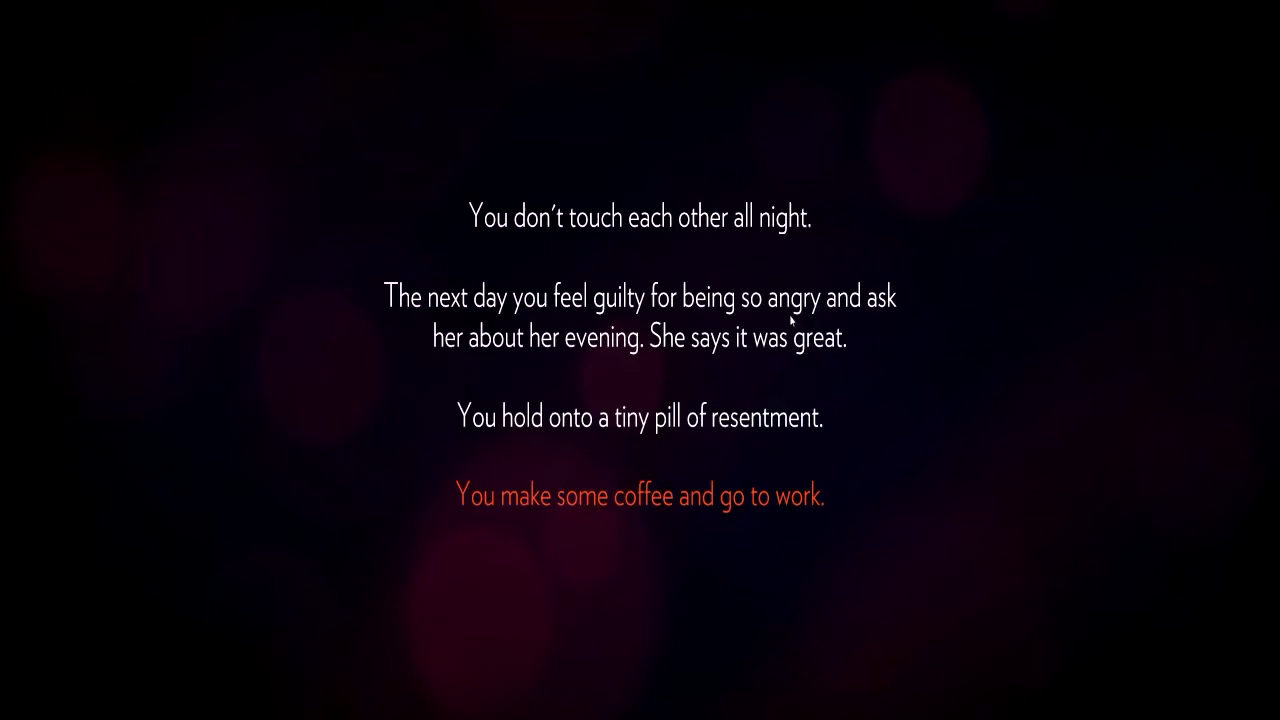 You don't touch each other all night.
The next day you feel guilty for being so angry and ask
her about her evening. She says it was great.
You hold onto a tiny pill of resentment.
You make some coffee and go to work.